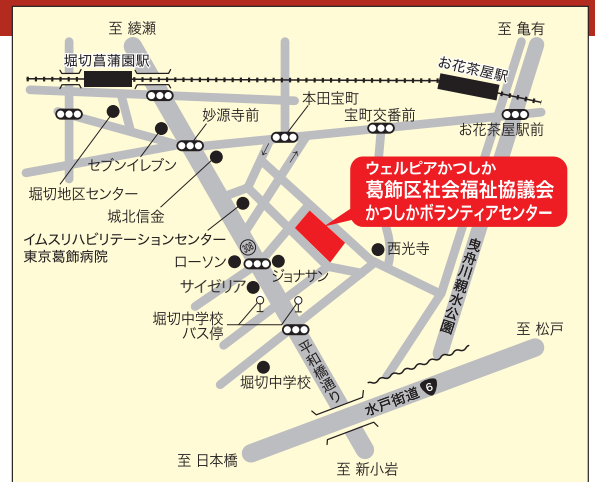 至 綾瀬
至 亀有
堀切菖蒲園駅
お花茶屋駅
本田宝町
妙源寺前
宝町交番前
お花茶屋駅前
セブンイレブン
堀切地区センター
城北信金
ウェルピアかつしか
葛飾区社会福祉協議会
かつしかボランティアセンター
イムスリハビリテーションセンター
東京葛飾病院
308
西光寺
曳舟川親水公園
ローソン
ジョナサン
サイゼリア
堀切中学校
バス停
平和橋通り
至 松戸
堀切中学校
水戸街道
6
至 日本橋
至 新小岩